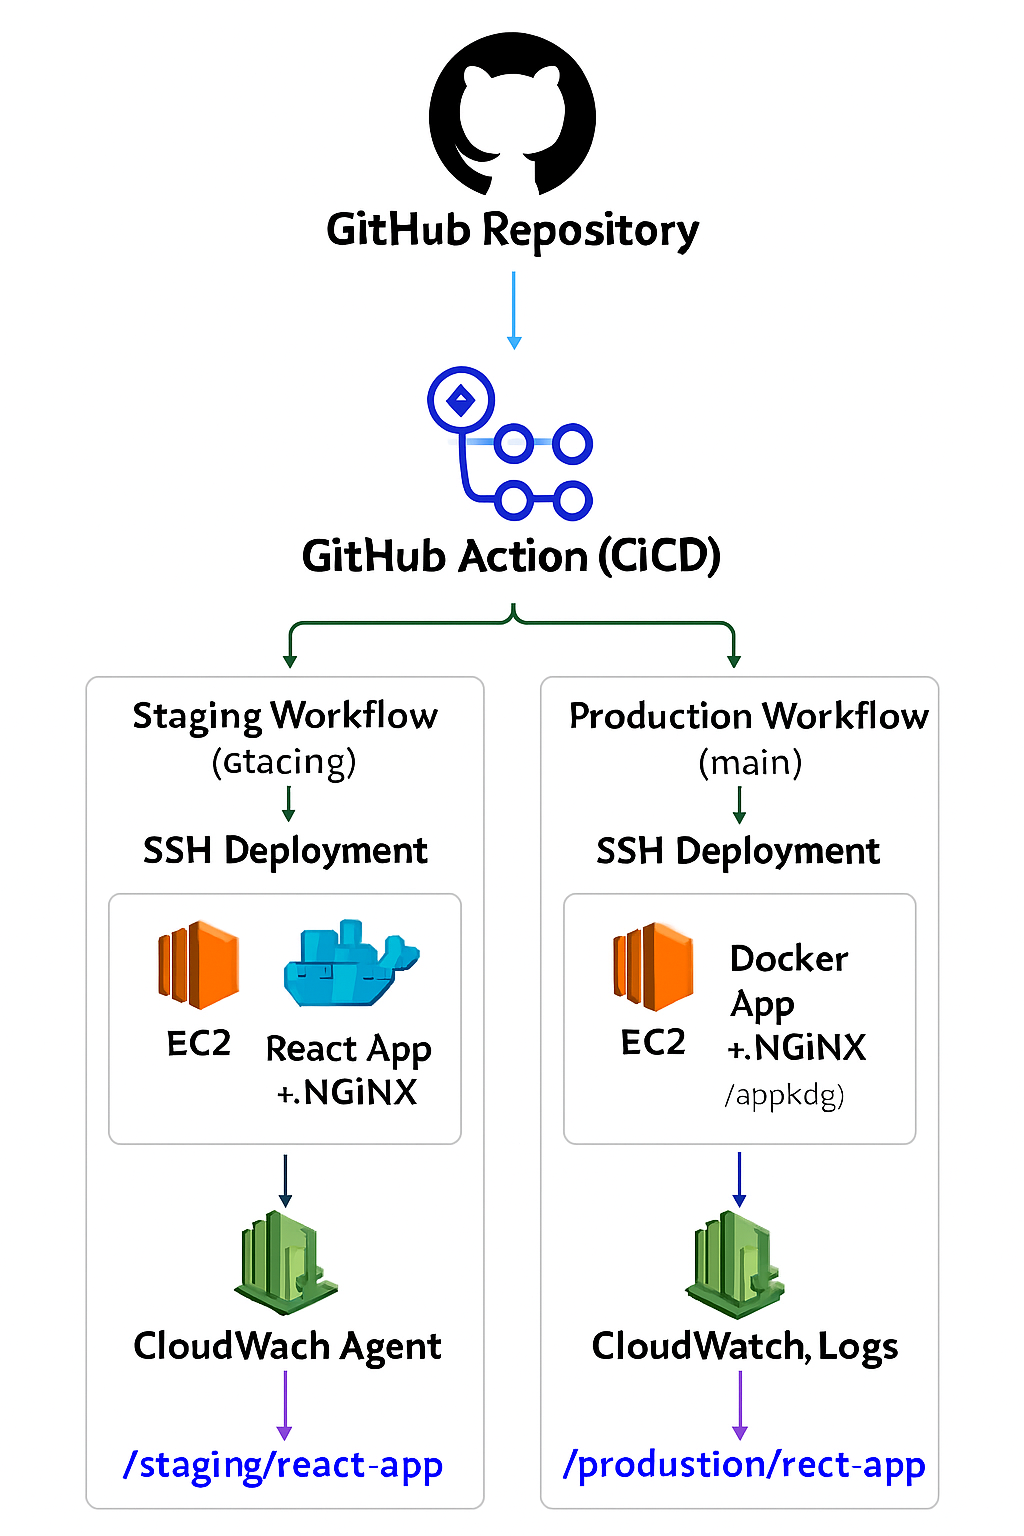 GitHub Repository
GitHub Action (CiCD)
Staging Workflow
(Gtacing)
SSH Deployment
EC2
React App
+.NGiNX
CloudWach Agent
/staging/react-app
Production Workflow
(main)
SSH Deployment
EC2
Docker
App
+.NGiNX
/appkdg)
CloudWatch, Logs
/produstion/rect-app